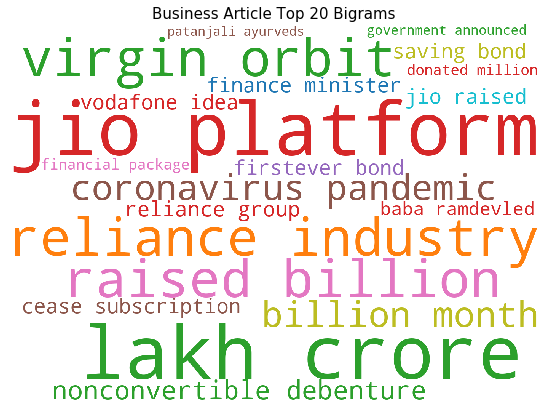 Business Article Top 20 Bigrams
patanjali ayurveds
government announced
virgin orbit
saving bond
donated million
finance minister
jio raised
vodafone idea
jio platform
financial package
firstever bond
coronavirus pandemic
reliance group
baba ramdevled
reliance industry
raised billion
cease subscription
billion month
lakh crore
nonconvertible debenture